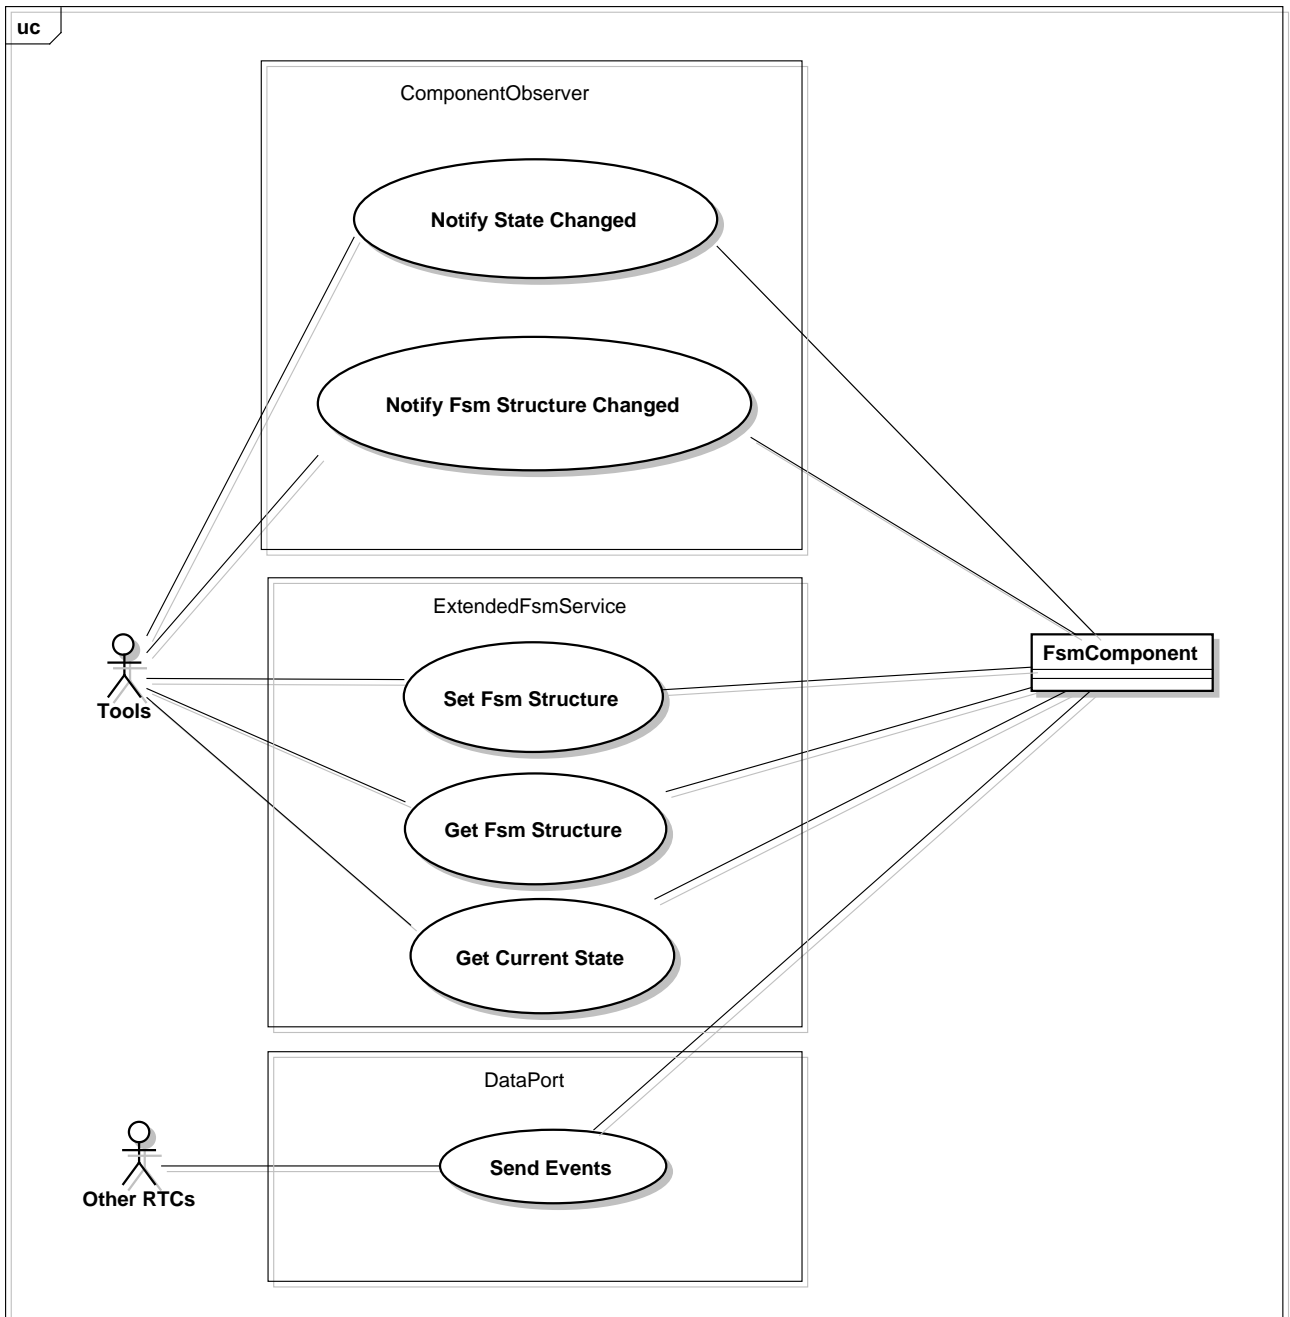 uc
ComponentObserver
Notify State Changed
Notify Fsm Structure Changed
ExtendedFsmService
FsmComponent
Set Fsm Structure
Tools
Get Fsm Structure
Get Current State
DataPort
Send Events
Other RTCs